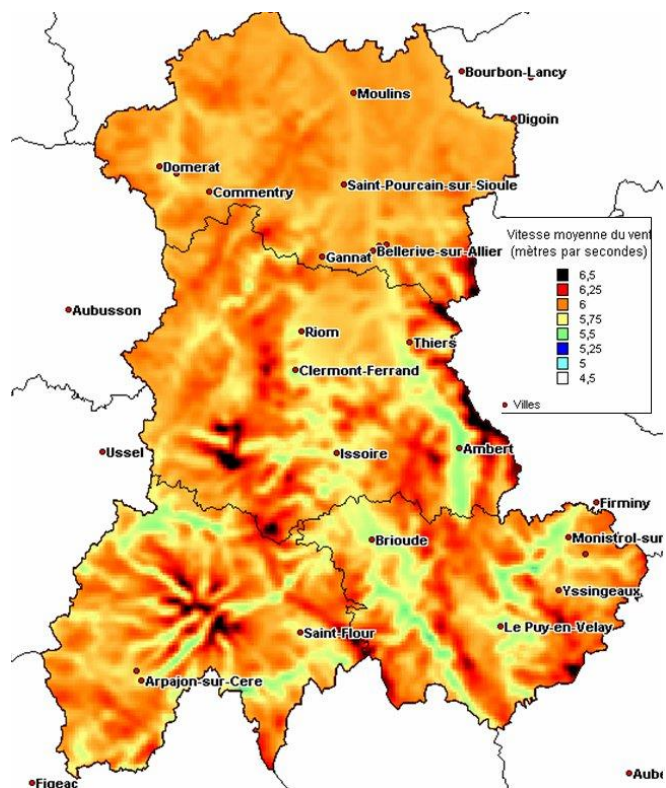 Bourbon-Lancy
Moulins
Digoin
Domerat
Commentry
Saint-Pourcain-sur-Sioule
Vitesse moyenne du vent
(mètres par secondes)
6,5
6,25
6
5,75
5,5
5,25
5
4,5
Villes
Gannat
Bellerive-sur-Allier
Aubusson
Riom
Thiers
Clermont-Ferrand
Ussel
Issoire
Ambert
Firminy
Brioude
Monistrol-sur
Yssingeaux
Saint-Flour
Le Puy-en-Velay
Arpajon-sur-Cere
Figeac
Aube